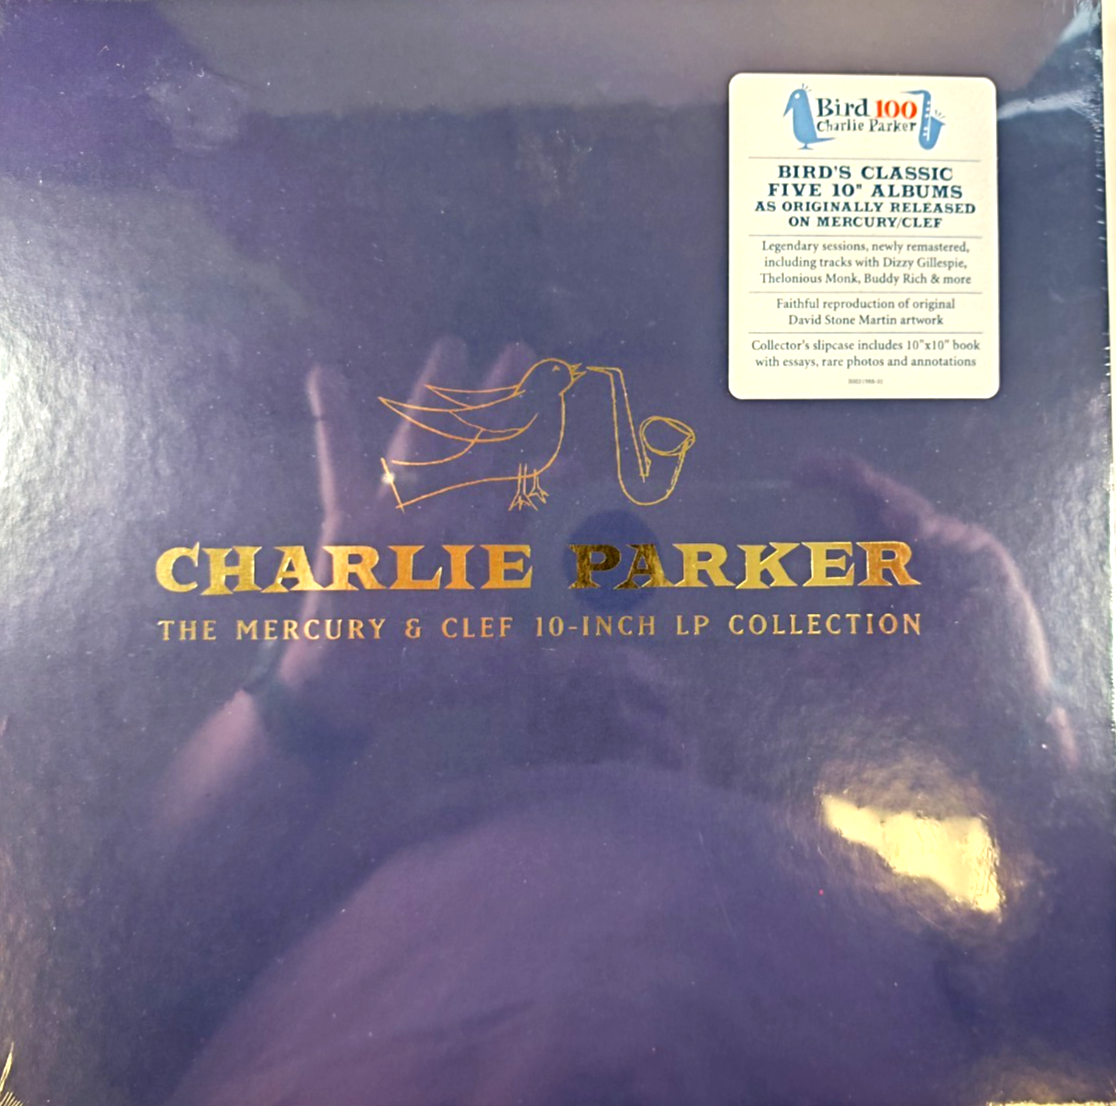 Bird 100
Charlie Parker
BIRD'S CLASSIC
FIVE 10" ALBUMS
AS ORIGINALLY RELEASED
ON MERCURY/CLEF
Legendary sessions, newly remastered,
including tracks with Dizzy Gillespie,
Thelonious Monk, Buddy Rich & more
Faithful reproduction of original
David Stone Martin artwork
Collector's slipcase includes 10"x10" book
with essays, rare photos and annotations
CHARLIE PARKER
THE MERCURY & CLEF 10-INCH LP COLLECTION